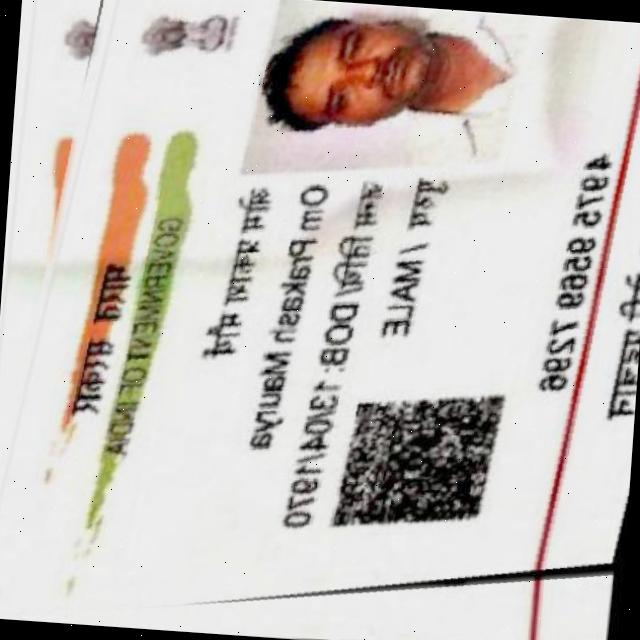 भारत सरकार
GOVERNMENT OF INDIA
ओम प्रकाश मौर्य
Om Prakash Maurya
जन्म तिथि/ DOB: 13/04/1970
पुरुष / MALE
4975 9569 7296
पहचान